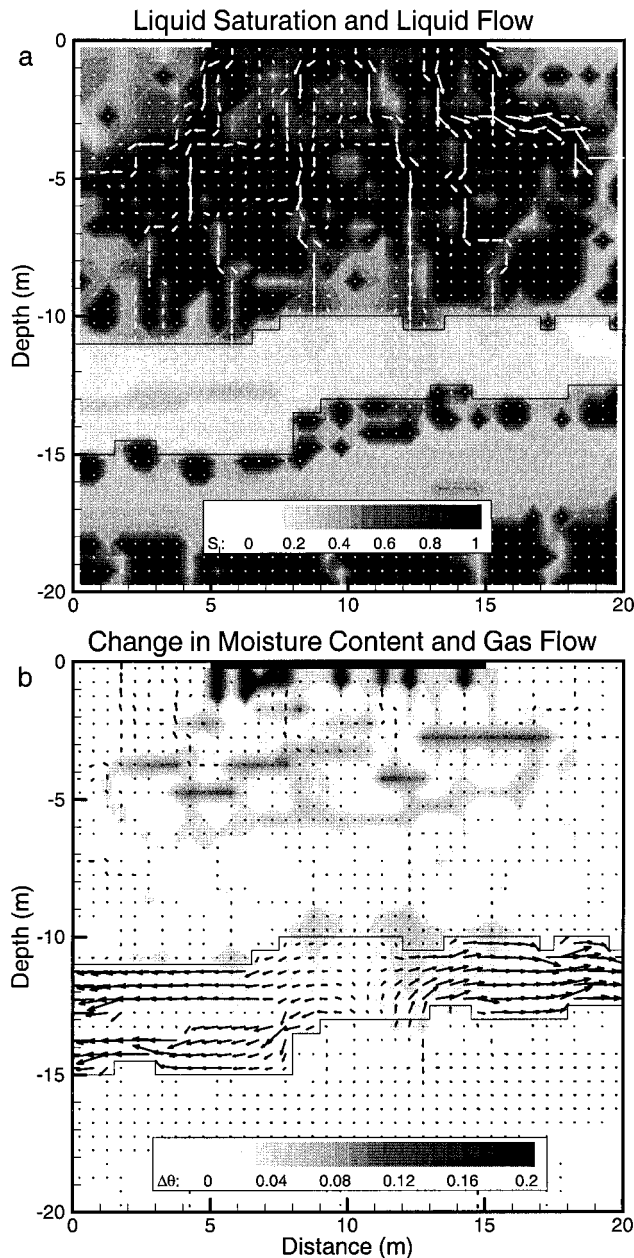 Liquid Saturation and Liquid Flow
a
0
-5
-10
-15
-20
Depth (m)
Sₗ: 0 0.2 0.4 0.6 0.8 1
0 5 10 15 20
Change in Moisture Content and Gas Flow
b
0
-5
-10
-15
-20
Depth (m)
Δθ: 0 0.04 0.08 0.12 0.16 0.2
0 5 10 15 20
Distance (m)